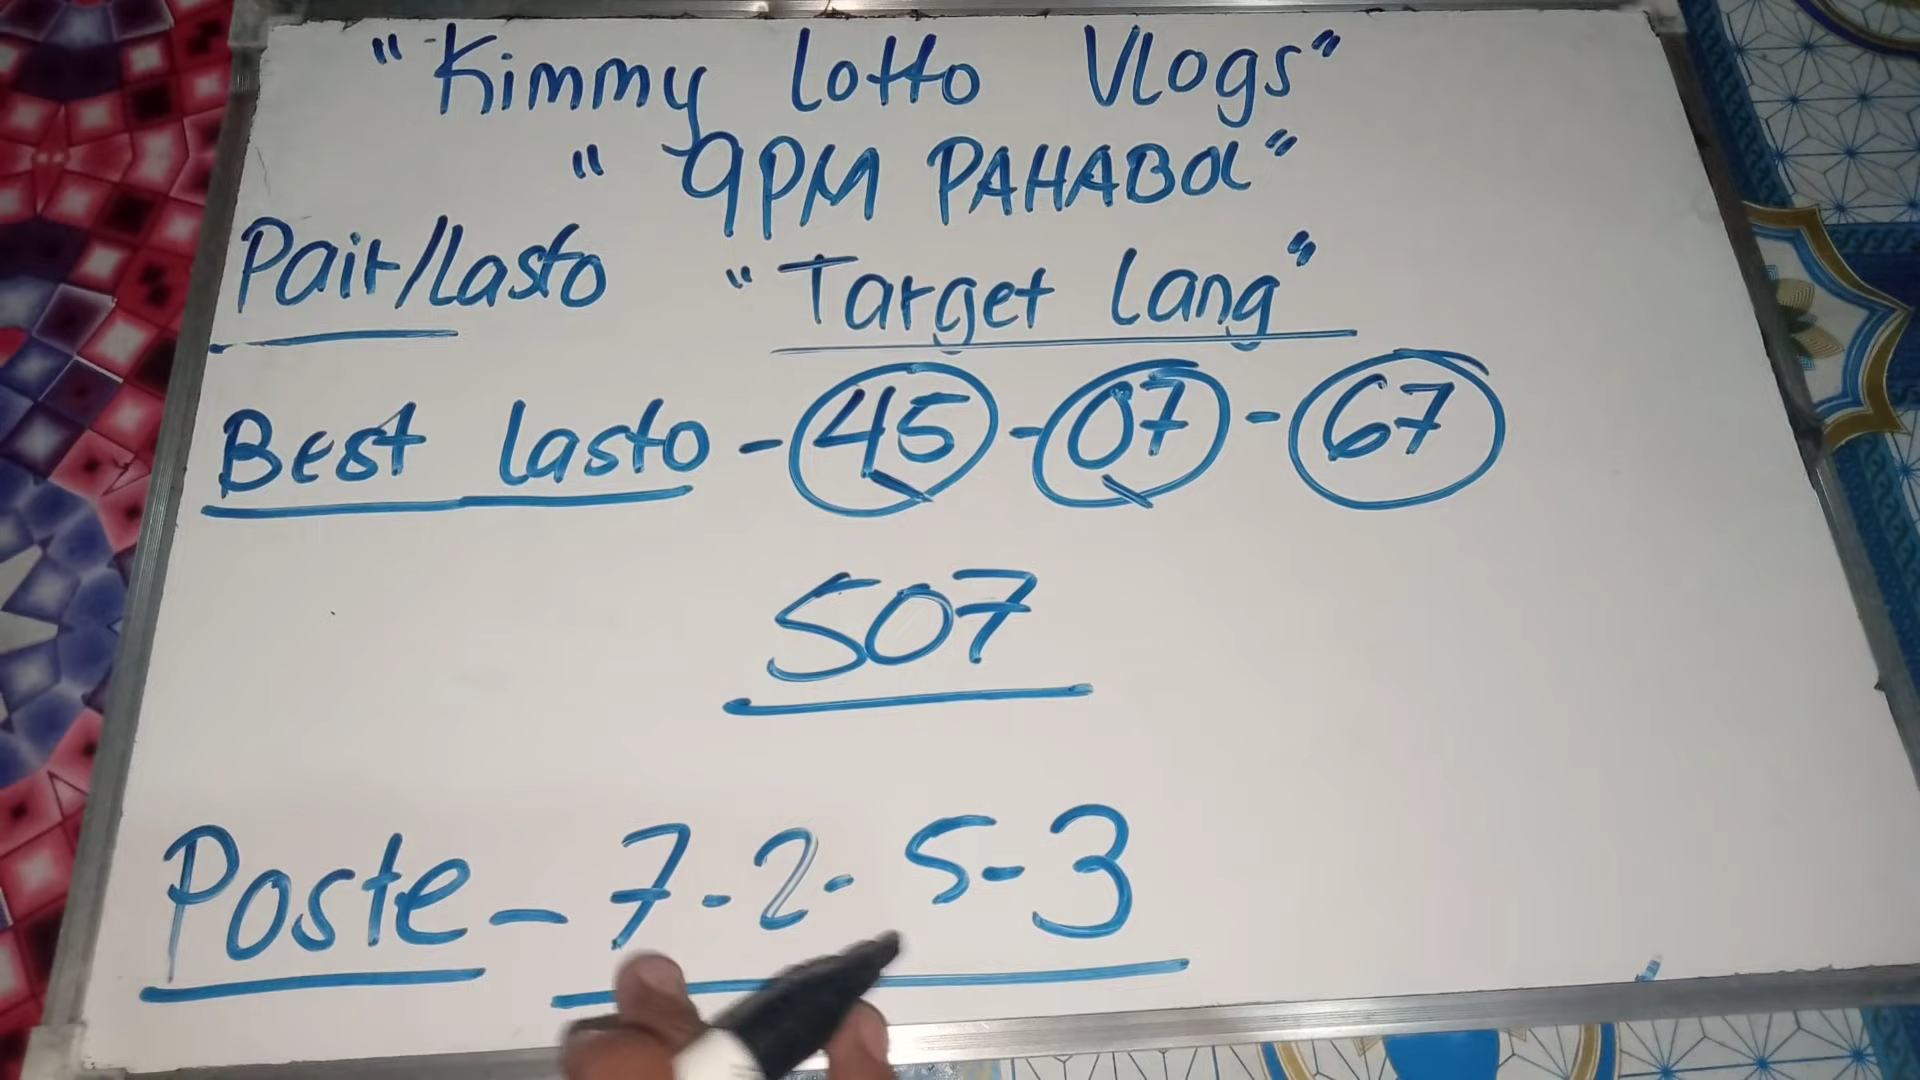 "Kimmy Lotto Vlogs"
"9PM PAHABOL"
Pair/Lasto "Target Lang"
Best lasto - 45 - 07 - 67
507
Poste - 7 - 2 - 5 - 3